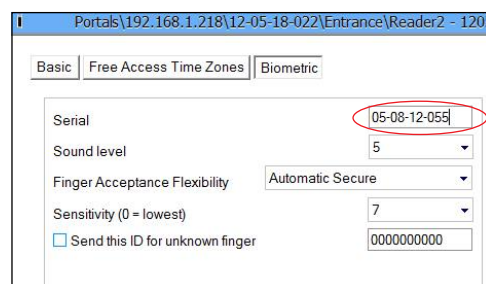 Portals\192.168.1.218\12-05-18-022\Entrance\Reader2 - 120
Basic Free Access Time Zones Biometric
Serial 05-08-12-055
Sound level 5
Finger Acceptance Flexibility Automatic Secure
Sensitivity (0 = lowest) 7
Send this ID for unknown finger 0000000000